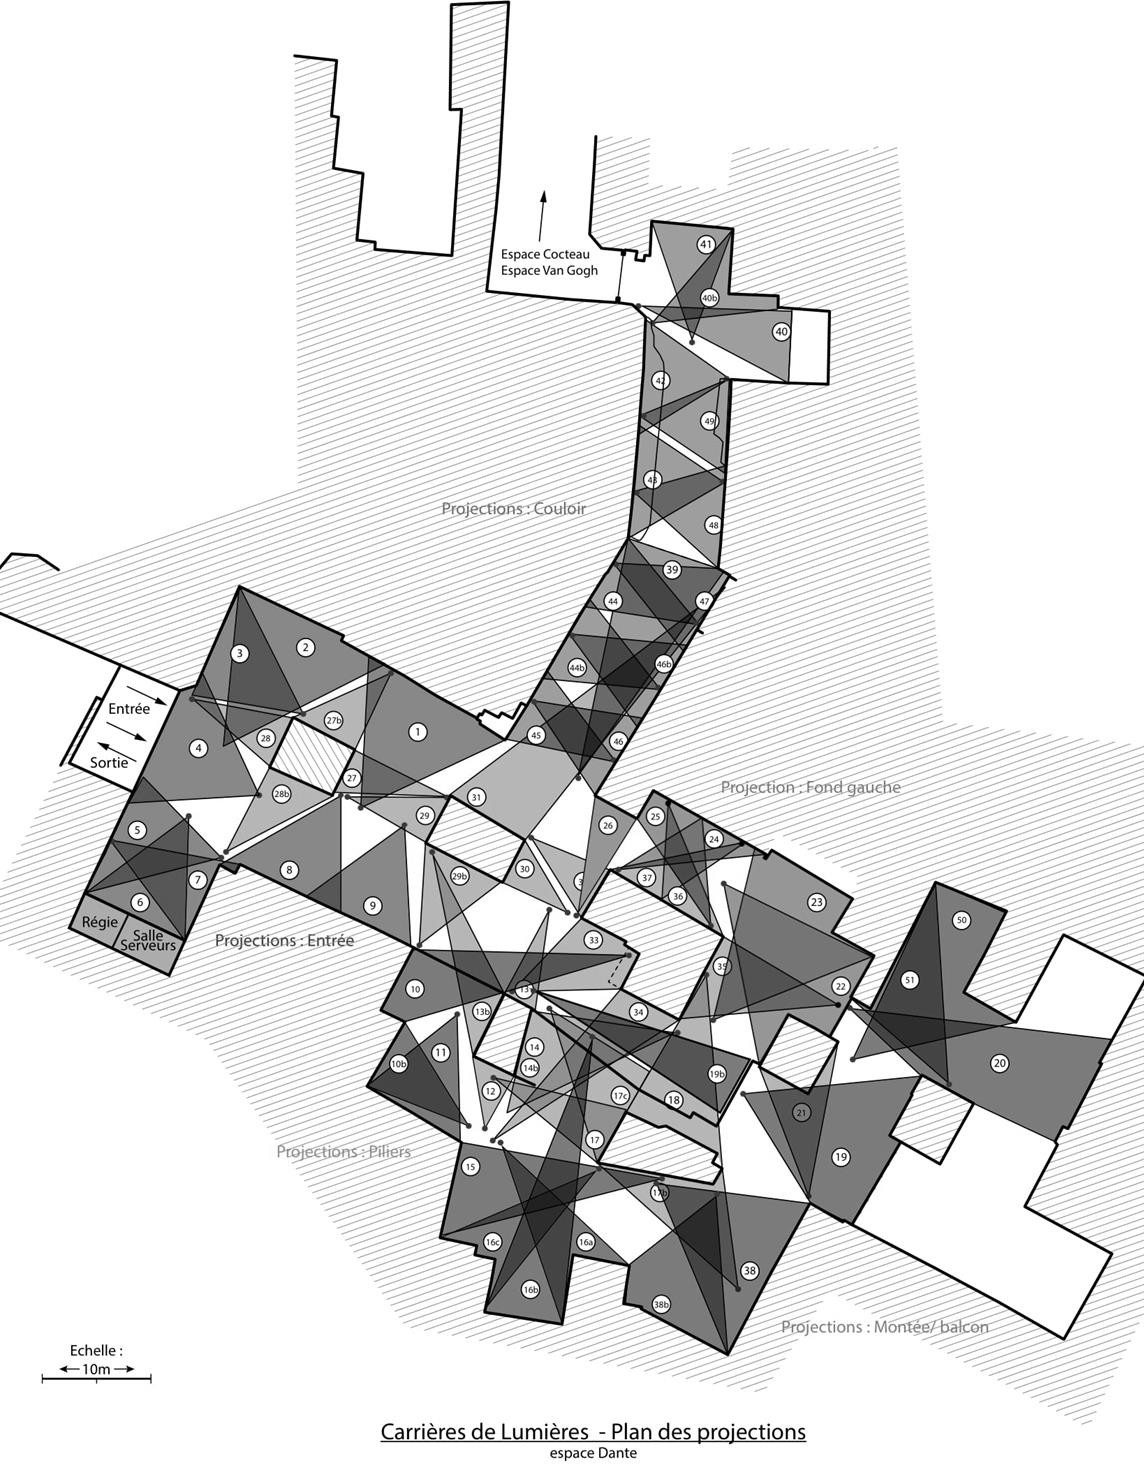 41
Espace Cocteau
Espace Van Gogh
40b
40
42
49
43
Projections : Couloir
48
39
44
47
3
2
44b
46b
Entrée
27b
4
28
1
45
46
Sortie
27
28b
31
Projection : Fond gauche
5
29
26
25
24
8
29b
30
37
7
36
6
9
23
Régie
Salle
Serveurs
Projections : Entrée
33
50
35
51
10
13
22
13b
34
11
14
10b
14b
19b
20
12
17c
18
21
17
Projections : Piliers
15
19
17b
16c
16a
38
16b
38b
Projections : Montée/ balcon
Echelle :
10m
Carrières de Lumières - Plan des projections
espace Dante